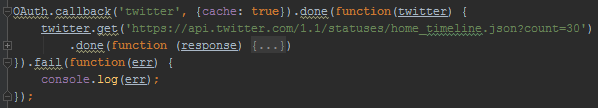 OAuth.callback('twitter', {cache: true}).done(function(twitter) {
    twitter.get('https://api.twitter.com/1.1/statuses/home_timeline.json?count=30')
        .done(function (response) {...})
}).fail(function(err) {
    console.log(err);
});